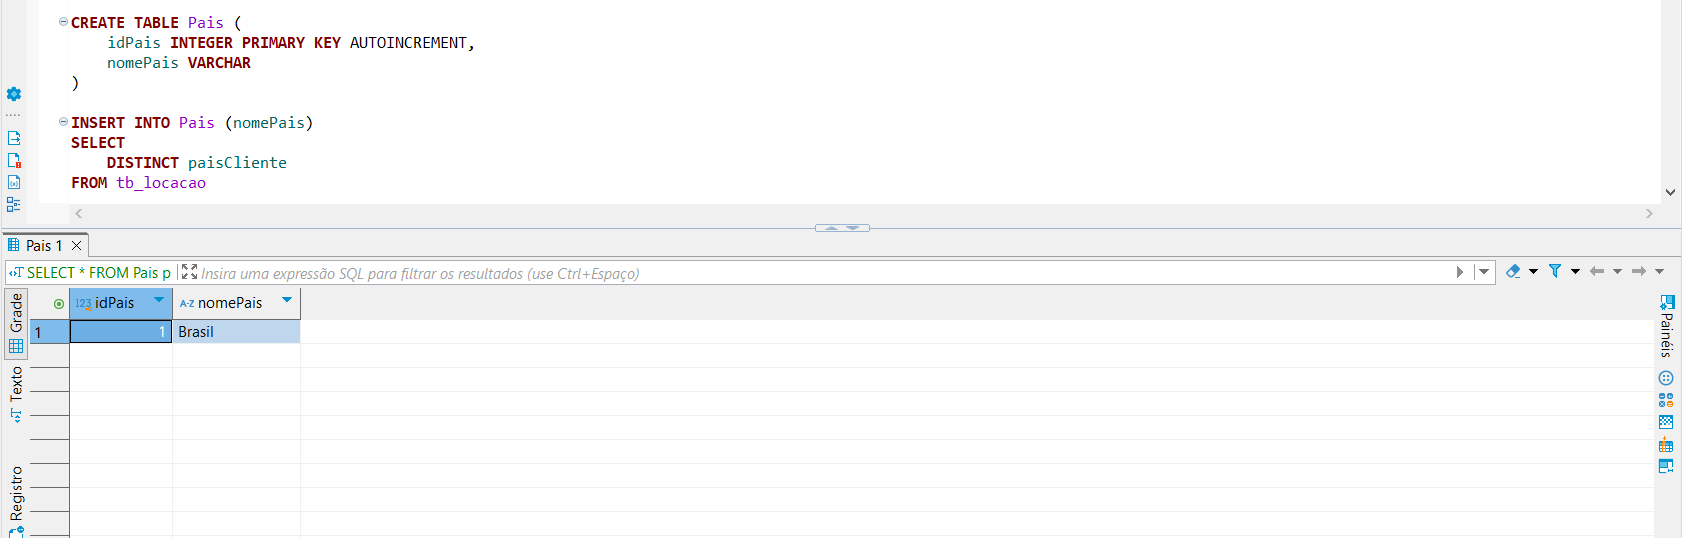 CREATE TABLE Pais (
idPais INTEGER PRIMARY KEY AUTOINCREMENT,
nomePais VARCHAR
)
INSERT INTO Pais (nomePais)
SELECT
DISTINCT paisCliente
FROM tb_locacao
Pais 1
SELECT * FROM Pais p
Insira uma expressão SQL para filtrar os resultados (use Ctrl+Espaço)
Grade
Texto
Registro
123 idPais
A-Z nomePais
1
1
Brasil
Painéis